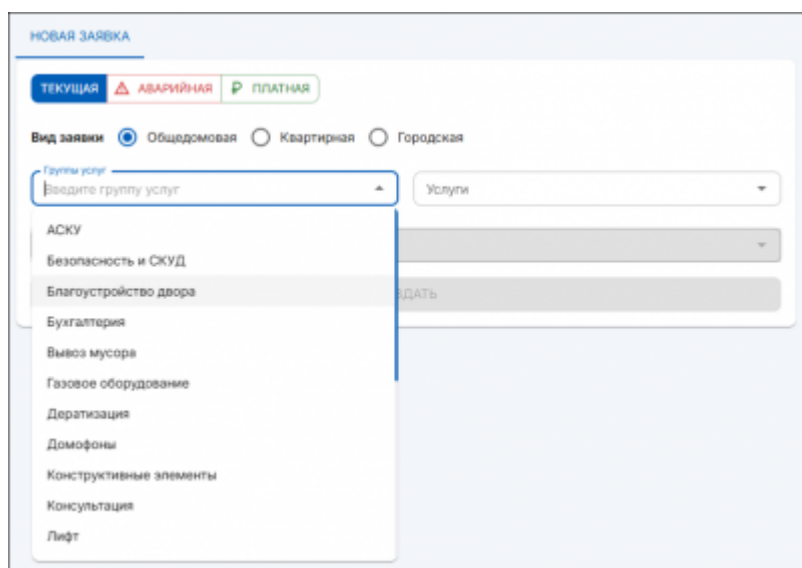 НОВАЯ ЗАЯВКА
ТЕКУЩАЯ АВАРИЙНАЯ ₽ ПЛАТНАЯ
Вид заявки Общедомовая Квартирная Городская
Группы услуг
Введите группу услуг Услуги
АСКУ
Безопасность и СКУД
Благоустройство двора
ЗДАТЬ
Бухгалтерия
Вывоз мусора
Газовое оборудование
Дератизация
Домофоны
Конструктивные элементы
Консультация
Лифт